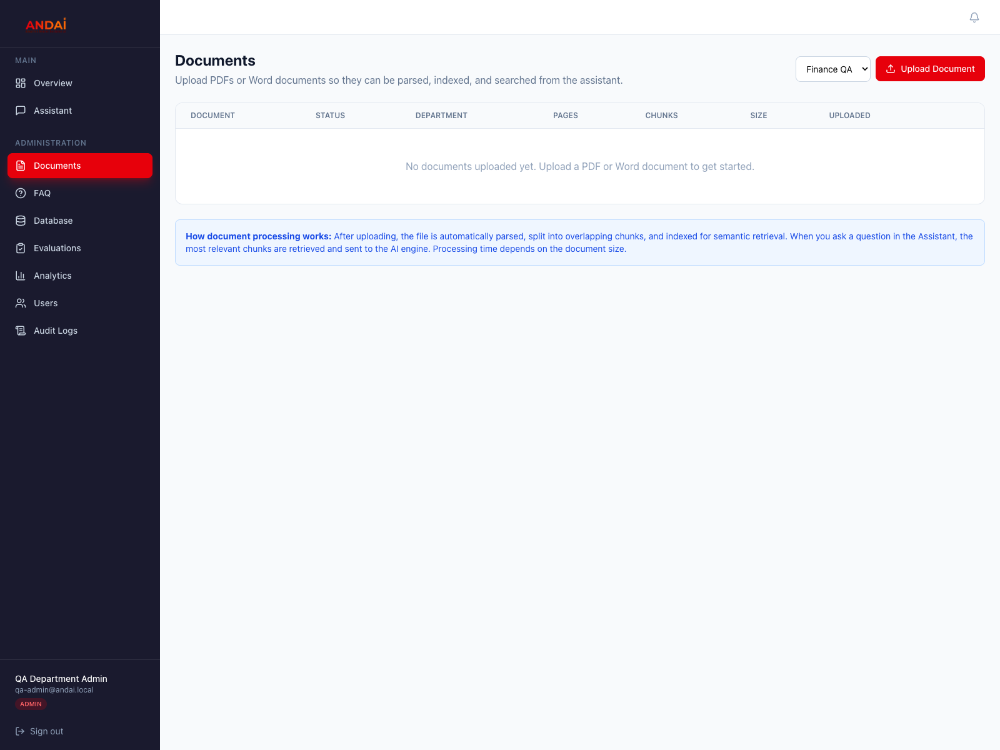 ANDAi
MAIN
Overview
Assistant
ADMINISTRATION
Documents
FAQ
Database
Evaluations
Analytics
Users
Audit Logs
QA Department Admin
qa-admin@andai.local
ADMIN
Sign out
Documents
Upload PDFs or Word documents so they can be parsed, indexed, and searched from the assistant.
Finance QA
Upload Document
DOCUMENT STATUS DEPARTMENT PAGES CHUNKS SIZE UPLOADED
No documents uploaded yet. Upload a PDF or Word document to get started.
How document processing works: After uploading, the file is automatically parsed, split into overlapping chunks, and indexed for semantic retrieval. When you ask a question in the Assistant, the
most relevant chunks are retrieved and sent to the AI engine. Processing time depends on the document size.